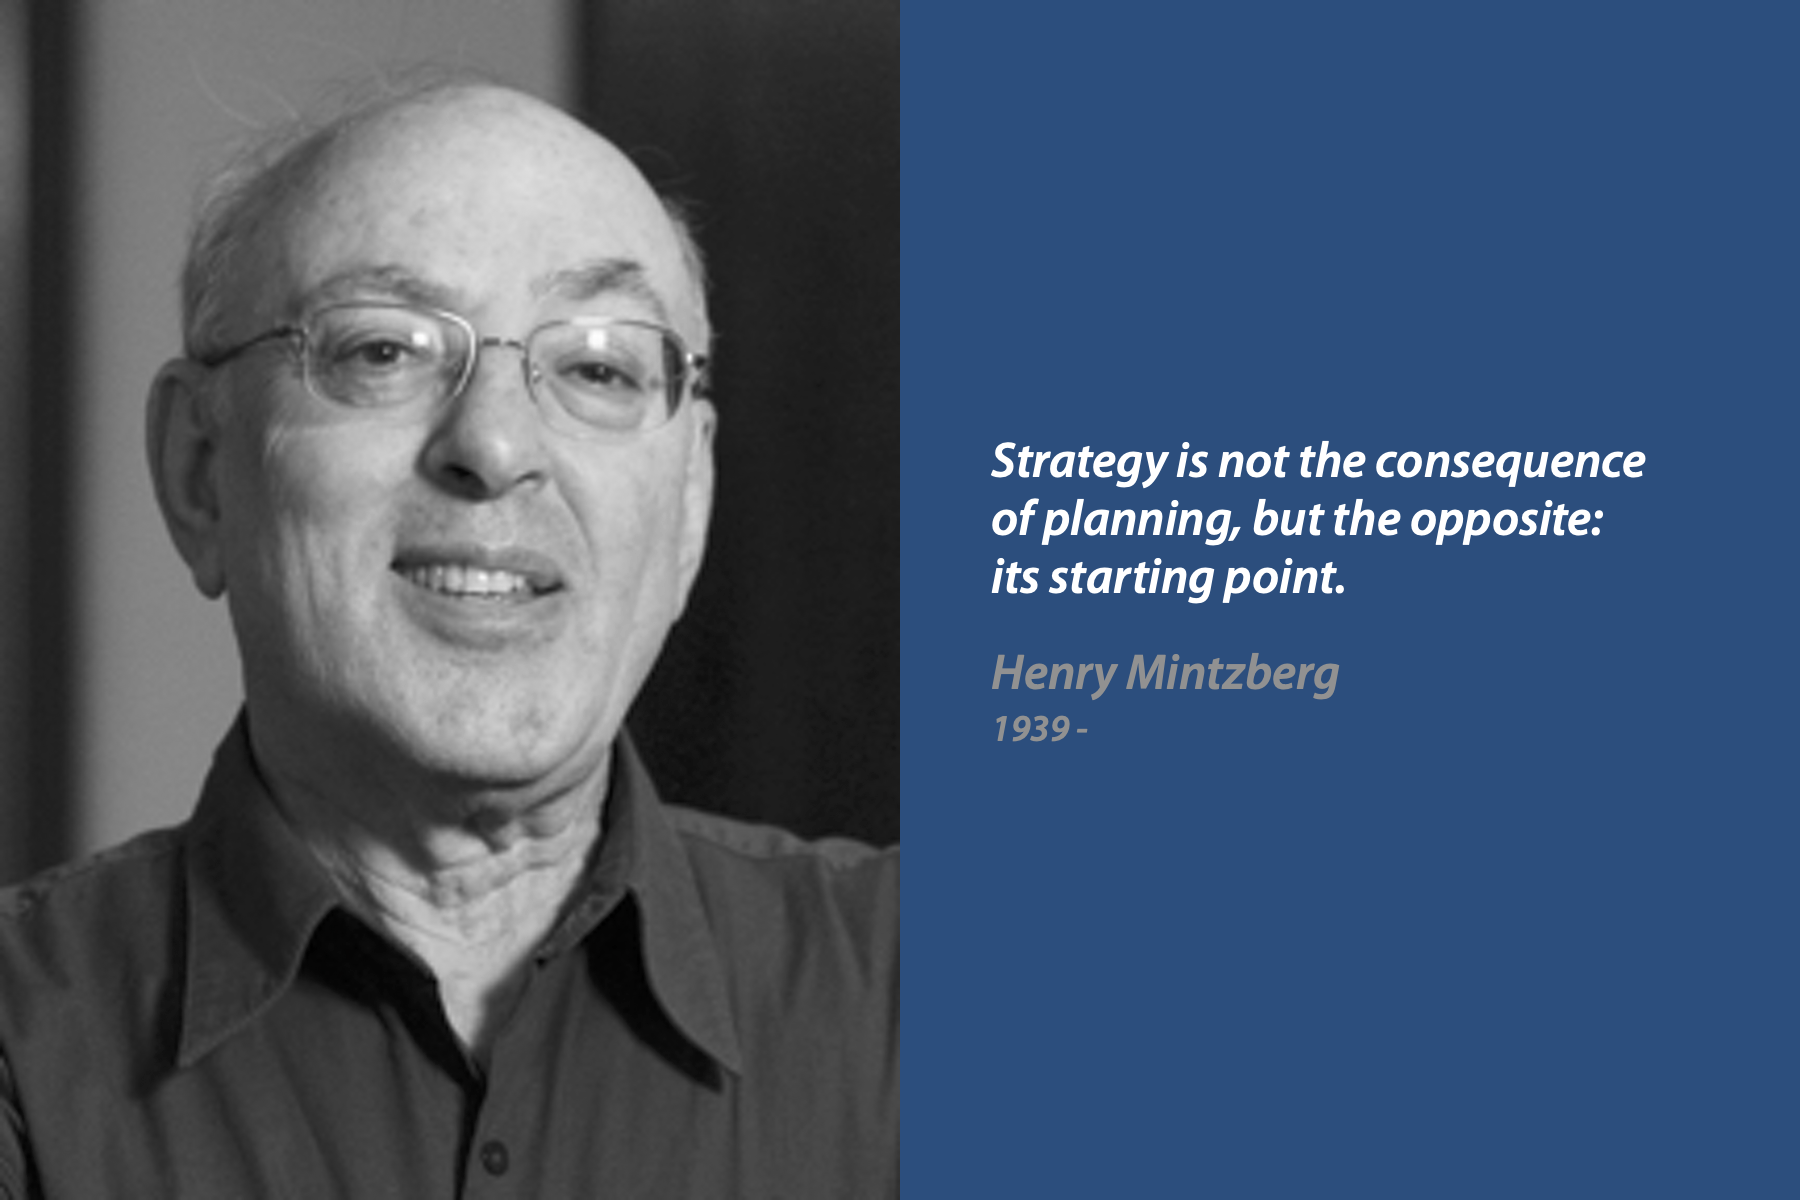 Strategy is not the consequence
of planning, but the opposite:
its starting point.
Henry Mintzberg
1939 -